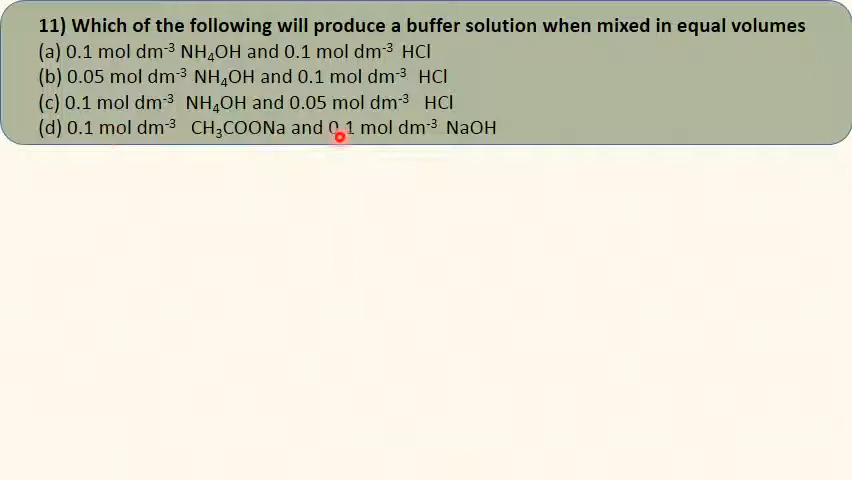 11) Which of the following will produce a buffer solution when mixed in equal volumes
(a) 0.1 mol dm⁻³ NH₄OH and 0.1 mol dm⁻³ HCl
(b) 0.05 mol dm⁻³ NH₄OH and 0.1 mol dm⁻³ HCl
(c) 0.1 mol dm⁻³ NH₄OH and 0.05 mol dm⁻³ HCl
(d) 0.1 mol dm⁻³ CH₃COONa and 0.1 mol dm⁻³ NaOH